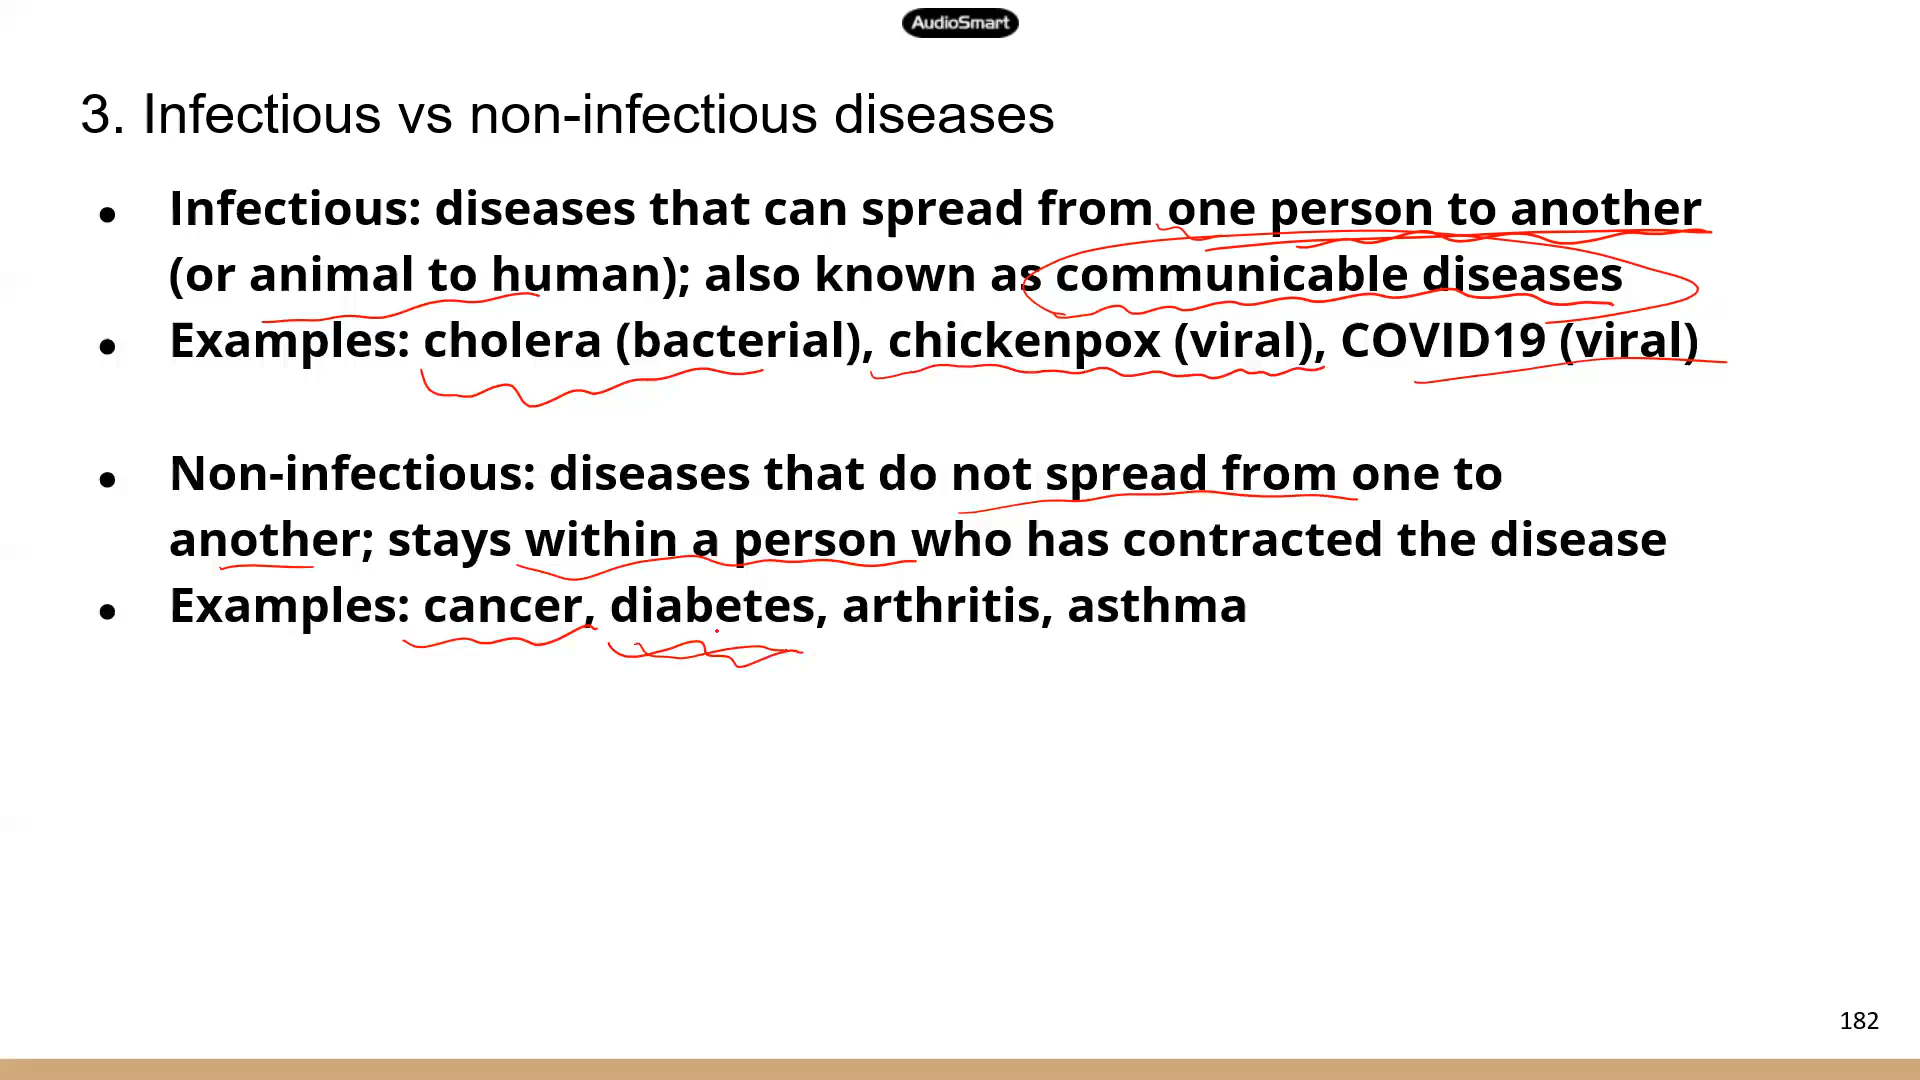 AudioSmart
3. Infectious vs non-infectious diseases
● Infectious: diseases that can spread from one person to another
(or animal to human); also known as communicable diseases
● Examples: cholera (bacterial), chickenpox (viral), COVID19 (viral)
● Non-infectious: diseases that do not spread from one to
another; stays within a person who has contracted the disease
● Examples: cancer, diabetes, arthritis, asthma
182